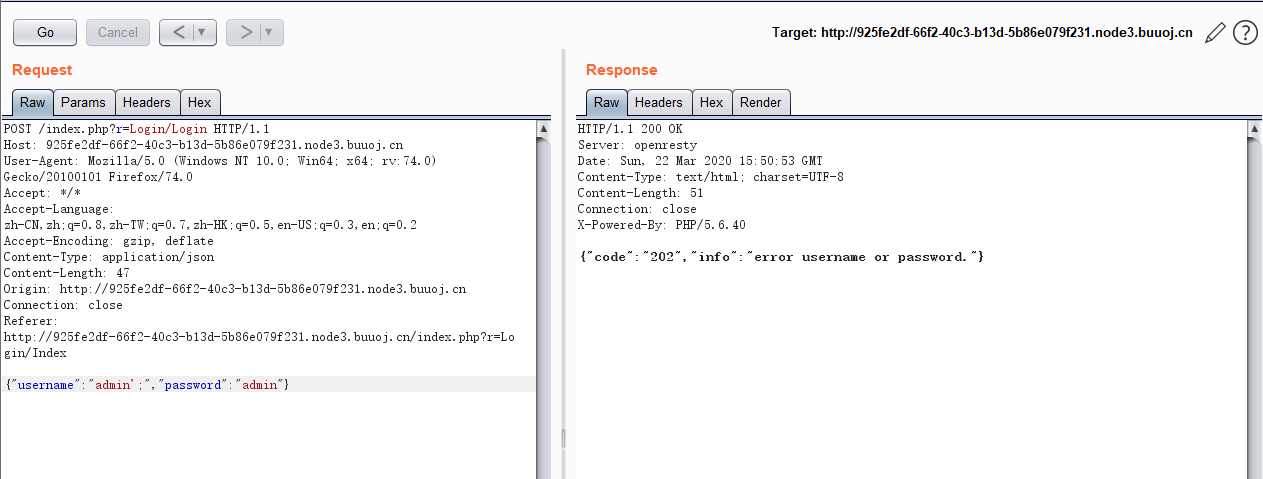 Go Cancel < ▼ > ▼ Target: http://925fe2df-66f2-40c3-b13d-5b86e079f231.node3.buuoj.cn ?
Request
Raw Params Headers Hex
POST /index.php?r=Login/Login HTTP/1.1
Host: 925fe2df-66f2-40c3-b13d-5b86e079f231.node3.buuoj.cn
User-Agent: Mozilla/5.0 (Windows NT 10.0; Win64; x64; rv:74.0)
Gecko/20100101 Firefox/74.0
Accept: */*
Accept-Language:
zh-CN,zh;q=0.8,zh-TW;q=0.7,zh-HK;q=0.5,en-US;q=0.3,en;q=0.2
Accept-Encoding: gzip, deflate
Content-Type: application/json
Content-Length: 47
Origin: http://925fe2df-66f2-40c3-b13d-5b86e079f231.node3.buuoj.cn
Connection: close
Referer:
http://925fe2df-66f2-40c3-b13d-5b86e079f231.node3.buuoj.cn/index.php?r=Lo
gin/Index
{"username":"admin';","password":"admin"}
Response
Raw Headers Hex Render
HTTP/1.1 200 OK
Server: openresty
Date: Sun, 22 Mar 2020 15:50:53 GMT
Content-Type: text/html; charset=UTF-8
Content-Length: 51
Connection: close
X-Powered-By: PHP/5.6.40
{"code":"202","info":"error username or password."}